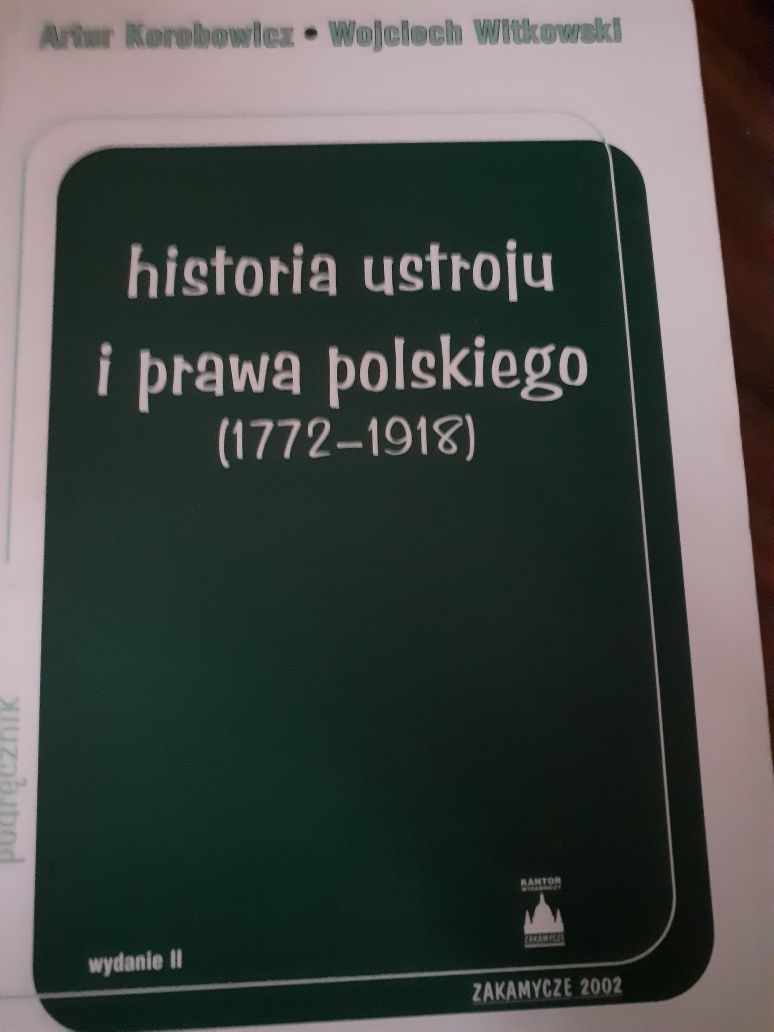 Artur Korobowicz • Wojciech Witkowski
historia ustroju
i prawa polskiego
(1772–1918)
podręcznik
KANTOR
WYDAWNICZY
ZAKAMYCZE
wydanie II
ZAKAMYCZE 2002